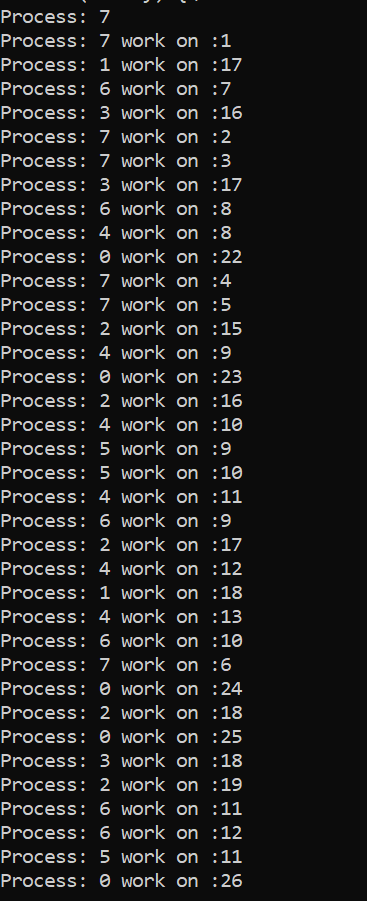 Process: 7
Process: 7 work on :1
Process: 1 work on :17
Process: 6 work on :7
Process: 3 work on :16
Process: 7 work on :2
Process: 7 work on :3
Process: 3 work on :17
Process: 6 work on :8
Process: 4 work on :8
Process: 0 work on :22
Process: 7 work on :4
Process: 7 work on :5
Process: 2 work on :15
Process: 4 work on :9
Process: 0 work on :23
Process: 2 work on :16
Process: 4 work on :10
Process: 5 work on :9
Process: 5 work on :10
Process: 4 work on :11
Process: 6 work on :9
Process: 2 work on :17
Process: 4 work on :12
Process: 1 work on :18
Process: 4 work on :13
Process: 6 work on :10
Process: 7 work on :6
Process: 0 work on :24
Process: 2 work on :18
Process: 0 work on :25
Process: 3 work on :18
Process: 2 work on :19
Process: 6 work on :11
Process: 6 work on :12
Process: 5 work on :11
Process: 0 work on :26